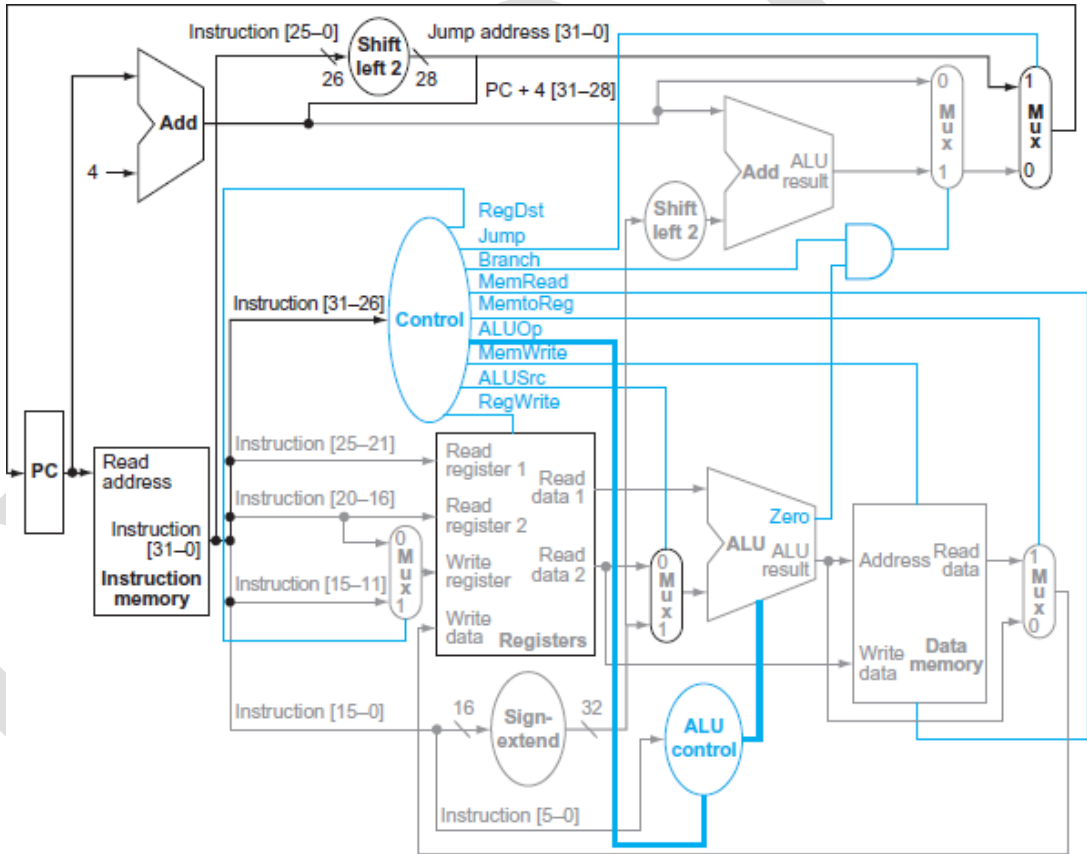 Instruction [25–0]
Shift
left 2
Jump address [31–0]
26
28
PC + 4 [31–28]
Add
4
0
M
u
x
1
1
M
u
x
0
Add
ALU
result
Shift
left 2
RegDst
Jump
Branch
MemRead
MemtoReg
ALUOp
MemWrite
ALUSrc
RegWrite
Instruction [31–26]
Control
PC
Read
address
Instruction
[31–0]
Instruction
memory
Instruction [25–21]
Instruction [20–16]
Instruction [15–11]
0
M
u
x
1
Read
register 1
Read
register 2
Write
register
Write
data
Read
data 1
Read
data 2
Registers
0
M
u
x
1
Zero
ALU
ALU
result
Address
Read
data
Write
data
Data
memory
1
M
u
x
0
Instruction [15–0]
16
Sign-
extend
32
ALU
control
Instruction [5–0]